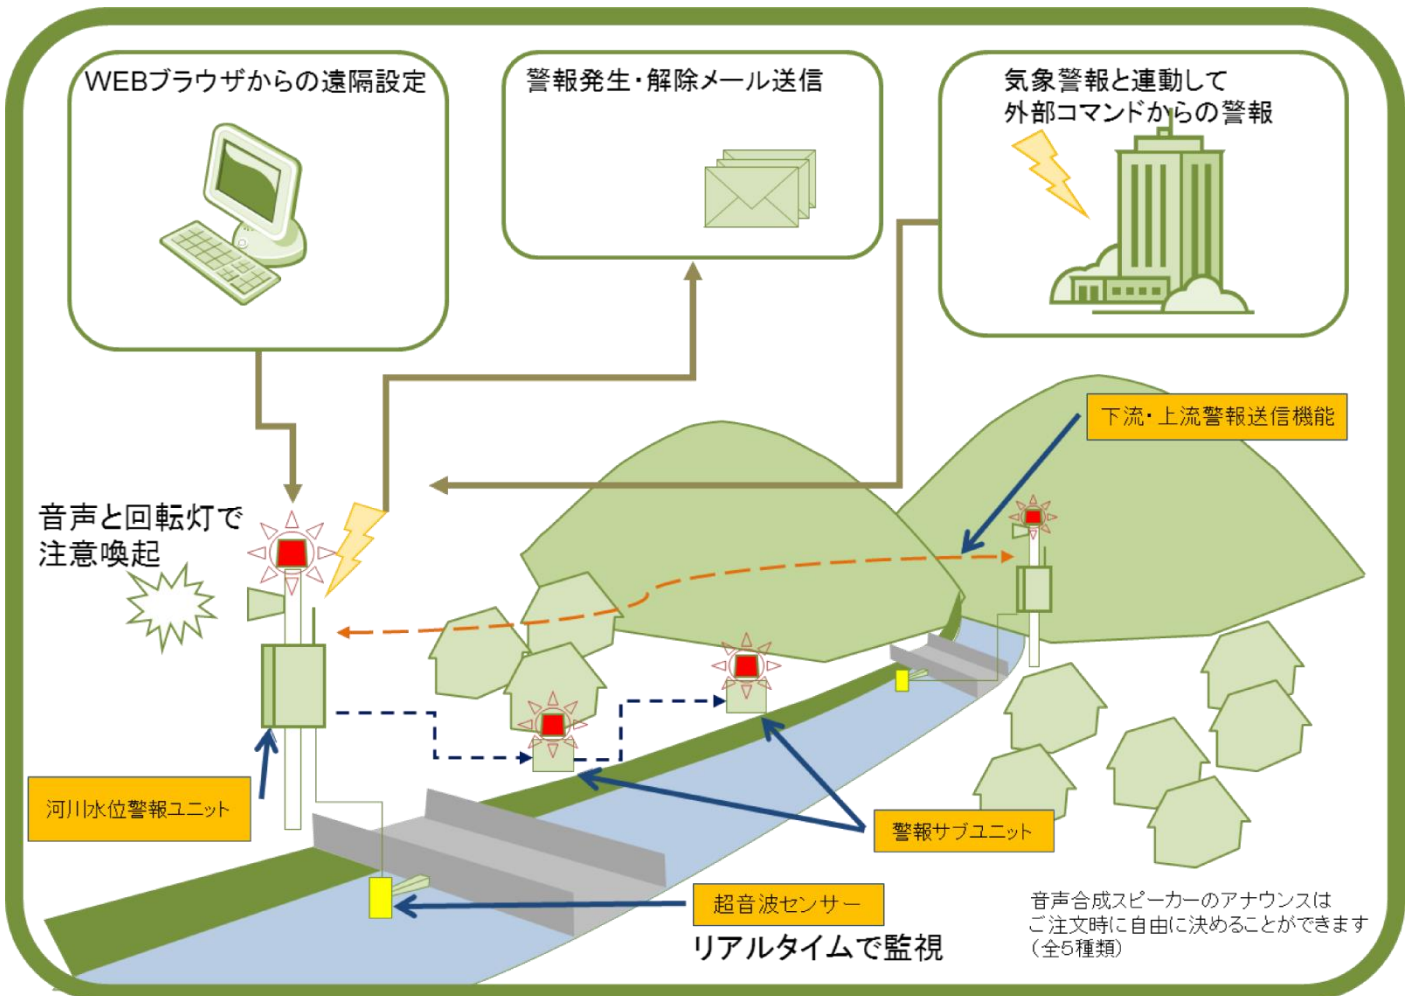 WEBブラウザからの遠隔設定
警報発生・解除メール送信
気象警報と連動して
外部コマンドからの警報
下流・上流警報送信機能
音声と回転灯で
注意喚起
河川水位警報ユニット
警報サブユニット
超音波センサー
リアルタイムで監視
音声合成スピーカーのアナウンスは
ご注文時に自由に決めることができます
（全5種類）